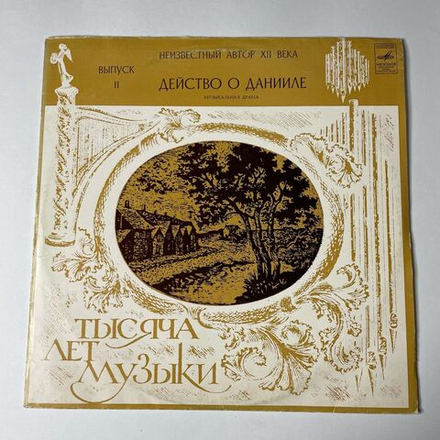 НЕИЗВЕСТНЫЙ АВТОР XII ВЕКА
ВЫПУСК
II
ДЕЙСТВО О ДАНИИЛЕ
МУЗЫКАЛЬНАЯ ДРАМА
ТЫСЯЧА
ЛЕТ
МУЗЫКИ